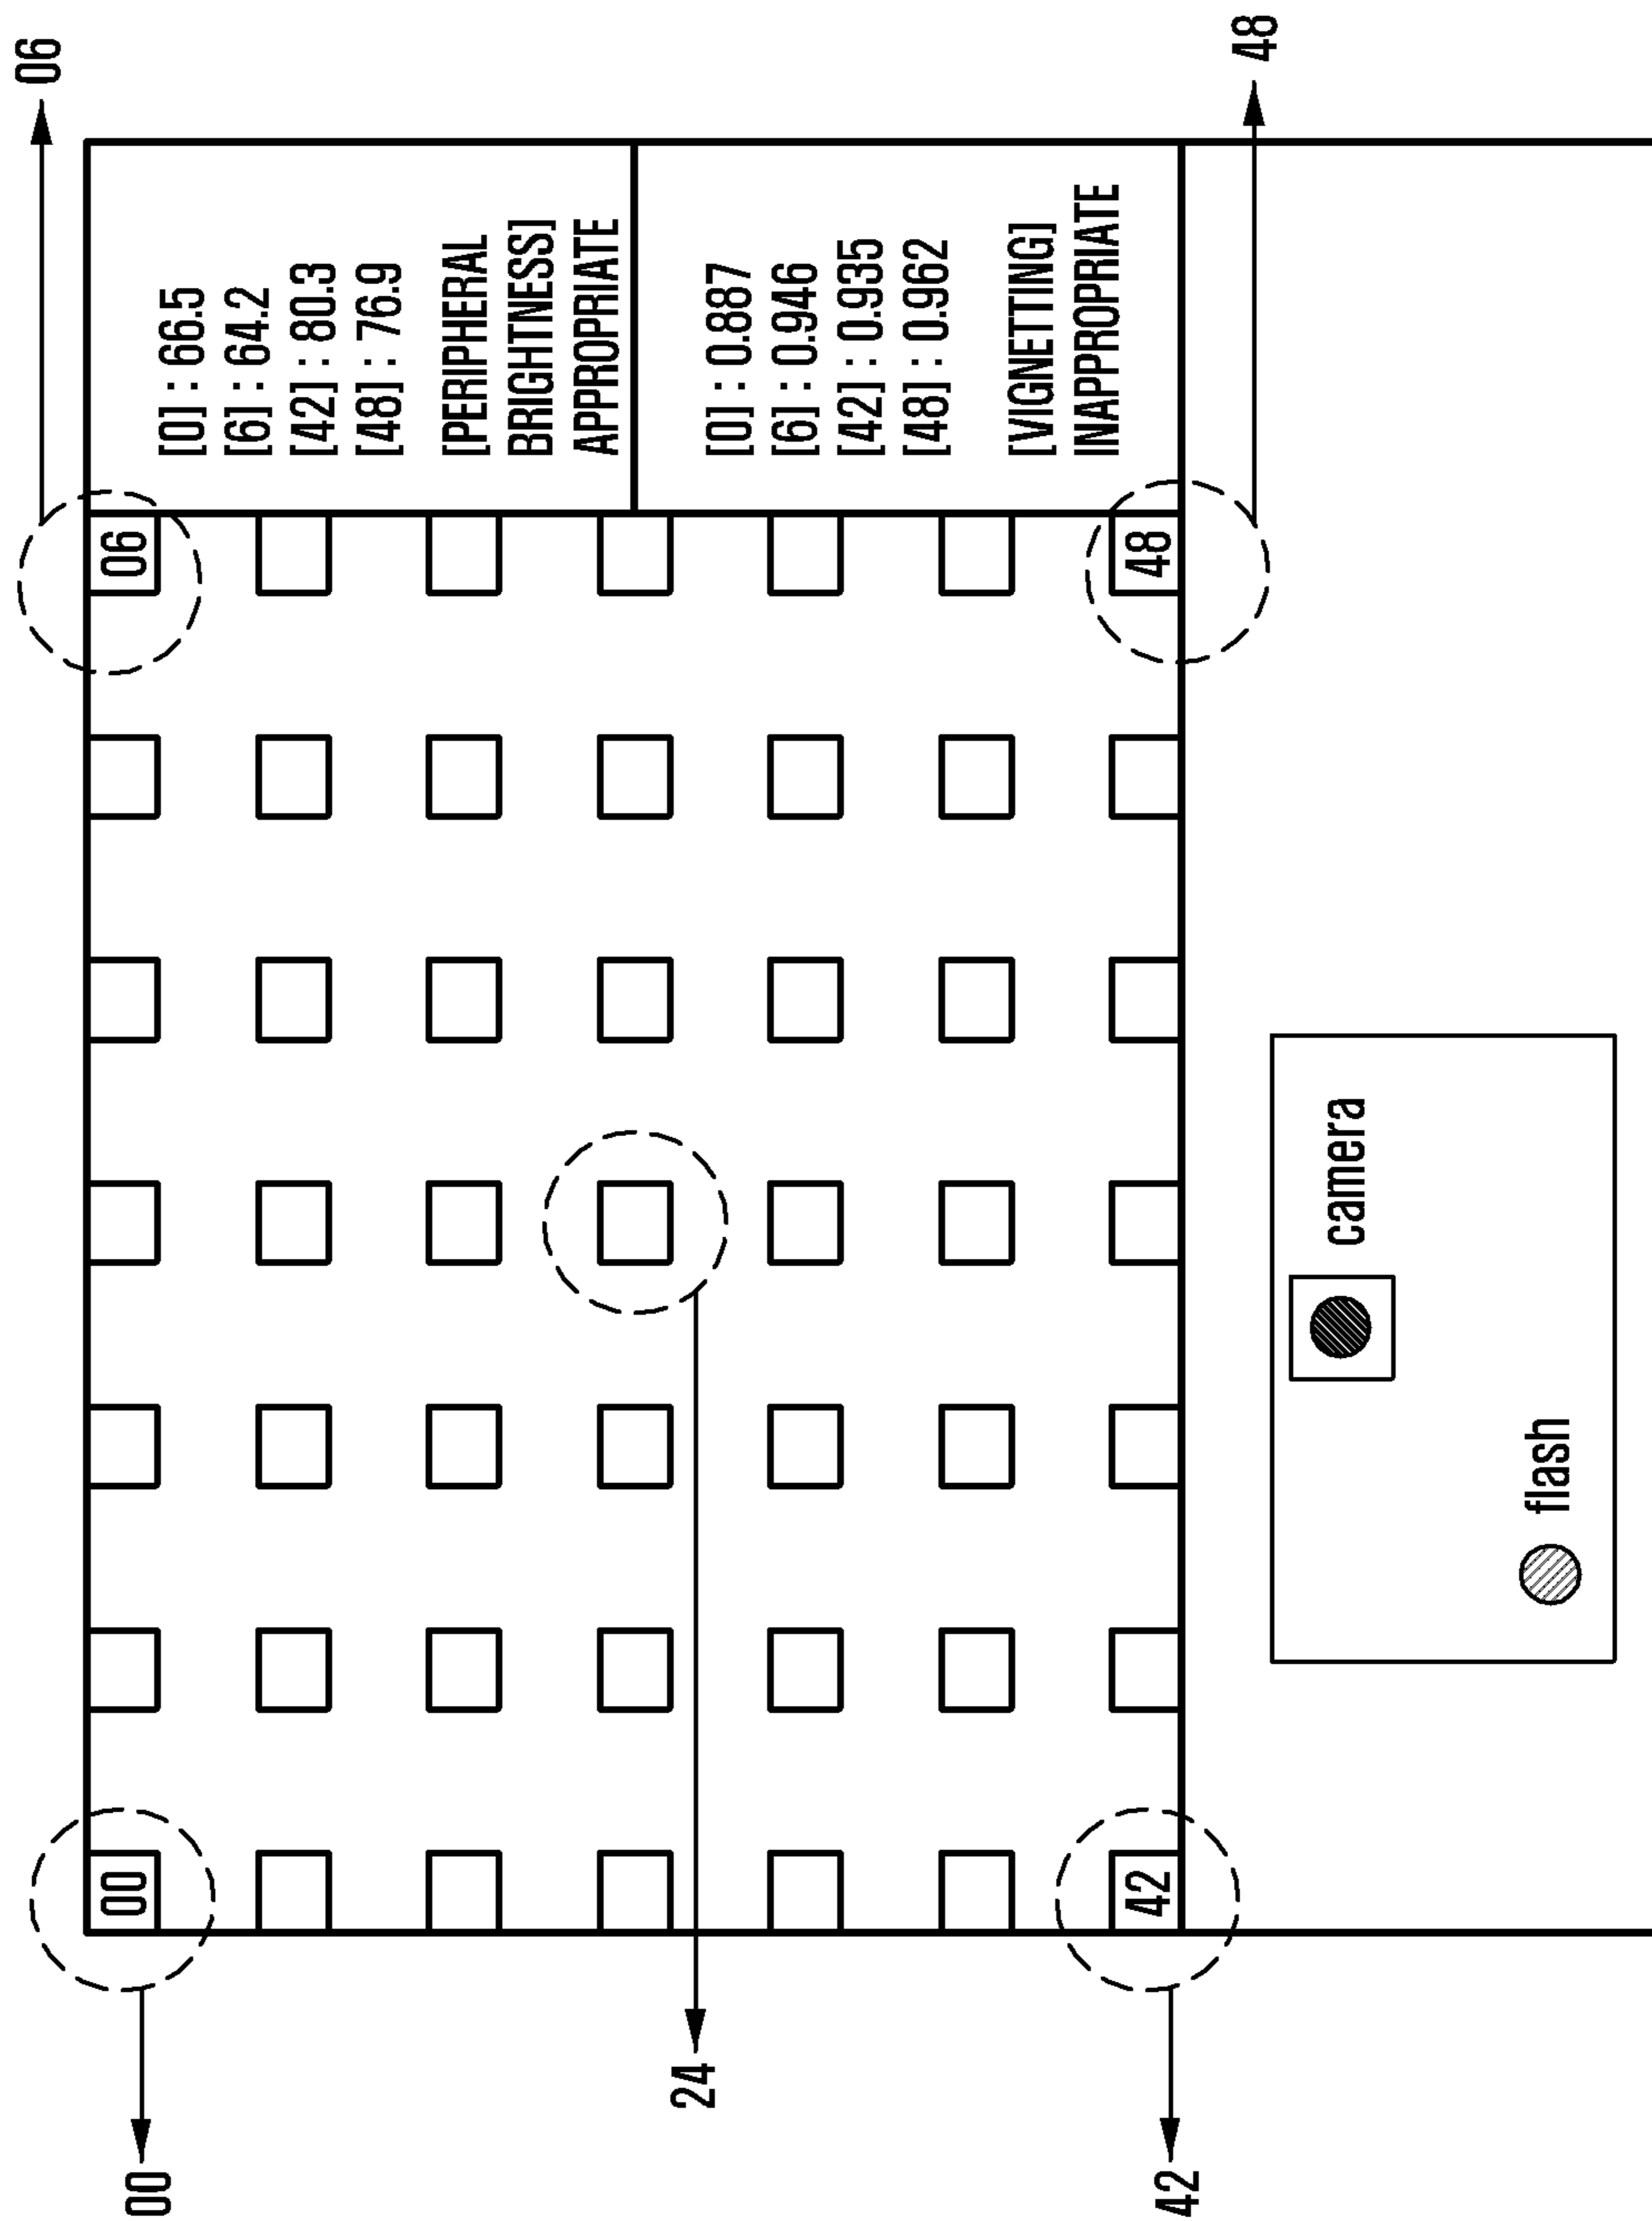 06
48
00
24
42
00
06
42
48
[0] : 66.5
[6] : 64.2
[42] : 80.3
[48] : 76.9
[PERIPHERAL
BRIGHTNESS]
APPROPRIATE
[0] : 0.887
[6] : 0.946
[42] : 0.935
[48] : 0.962
[VIGNETTING]
INAPPROPRIATE
camera
flash